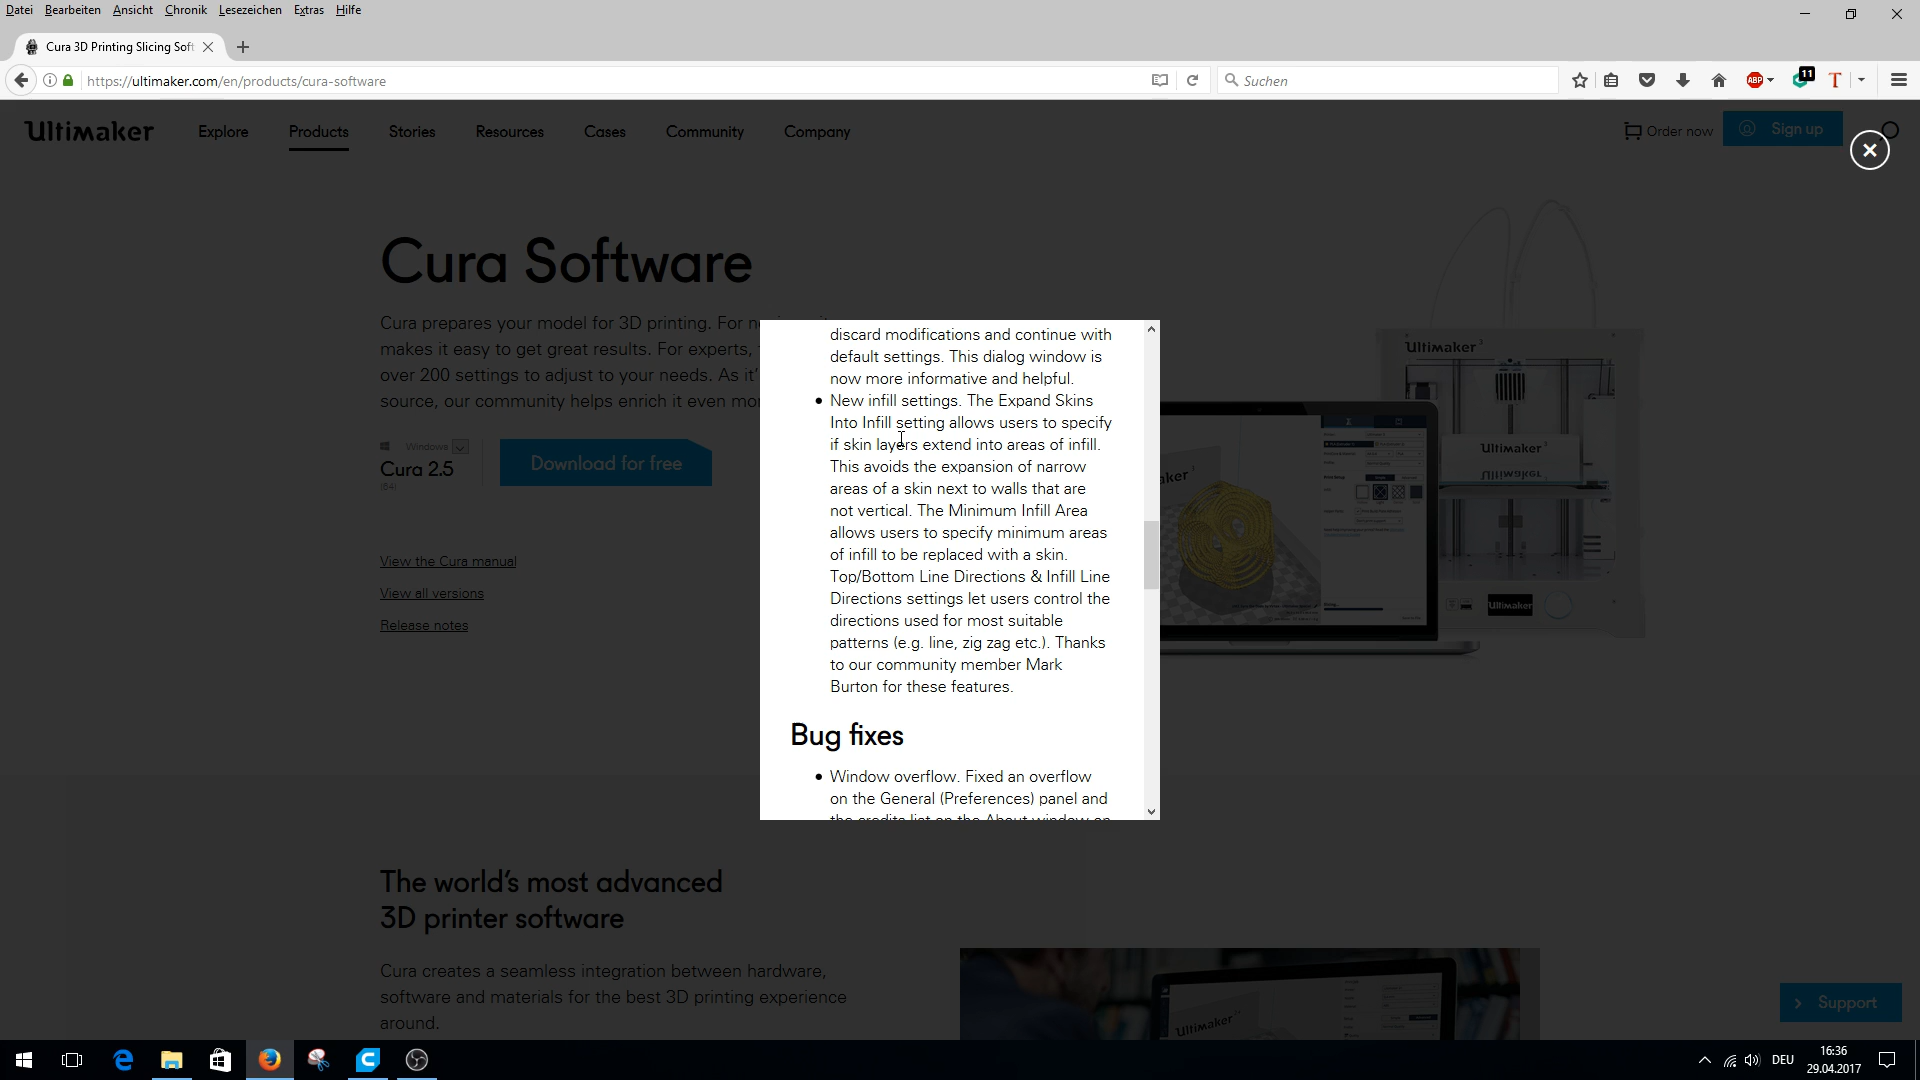 Datei Bearbeiten Ansicht Chronik Lesezeichen Extras Hilfe
Cura 3D Printing Slicing Soft
https://ultimaker.com/en/products/cura-software
Suchen
ABP
11
T
Ultimaker
Explore Products Stories Resources Cases Community Company
Order now
Sign up
Cura Software
Cura prepares your model for 3D printing. For
makes it easy to get great results. For experts,
over 200 settings to adjust to your needs. As it'
source, our community helps enrich it even
Windows
Cura 2.5
Download for free
View the Cura manual
View all versions
Release notes
discard modifications and continue with
default settings. This dialog window is
now more informative and helpful.
• New infill settings. The Expand Skins
Into Infill setting allows users to specify
if skin layers extend into areas of infill.
This avoids the expansion of narrow
areas of a skin next to walls that are
not vertical. The Minimum Infill Area
allows users to specify minimum areas
of infill to be replaced with a skin.
Top/Bottom Line Directions & Infill Line
Directions settings let users control the
directions used for most suitable
patterns (e.g. line, zig zag etc.). Thanks
to our community member Mark
Burton for these features.
Bug fixes
• Window overflow. Fixed an overflow
on the General (Preferences) panel and
the credits list on the About window on
Ultimaker³
Ultimaker
Ultimaker
The world's most advanced
3D printer software
Cura creates a seamless integration between hardware,
software and materials for the best 3D printing experience
around.
Ultimaker
Support
DEU
16:36
29.04.2017